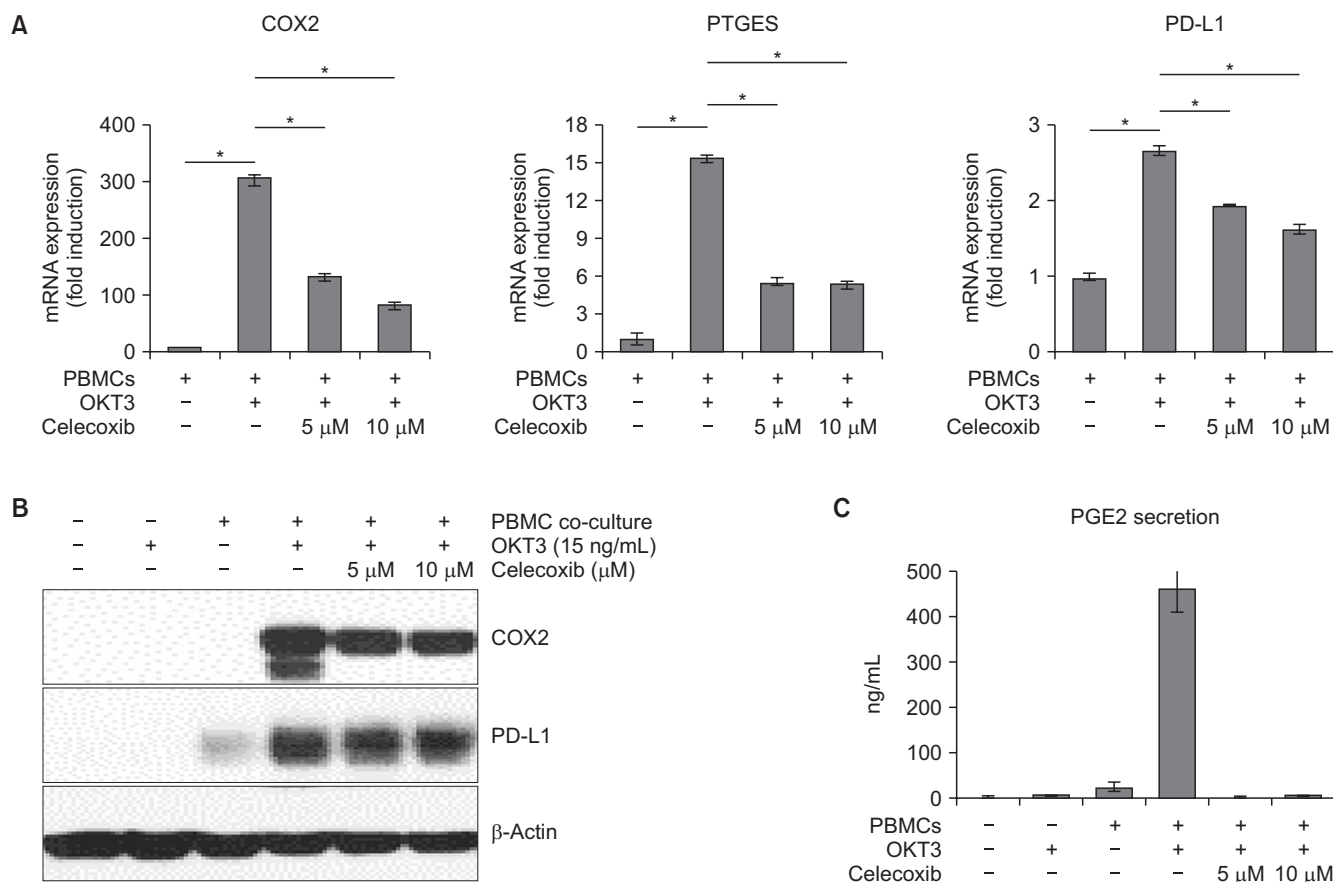 A
COX2
mRNA expression
(fold induction)
400
300
200
100
0
*
*
*
PBMCs + + + +
OKT3 – + + +
Celecoxib – – 5 μM 10 μM
PTGES
mRNA expression
(fold induction)
18
15
12
9
6
3
0
*
*
*
PBMCs + + + +
OKT3 – + + +
Celecoxib – – 5 μM 10 μM
PD-L1
mRNA expression
(fold induction)
3
2
1
0
*
*
*
PBMCs + + + +
OKT3 – + + +
Celecoxib – – 5 μM 10 μM
B
– – + + + + PBMC co-culture
– + – + + + OKT3 (15 ng/mL)
– – – – 5 μM 10 μM Celecoxib (μM)
COX2
PD-L1
β-Actin
C
PGE2 secretion
ng/mL
500
400
300
200
100
0
PBMCs – – + + + +
OKT3 – + – + + +
Celecoxib – – – – 5 μM 10 μM